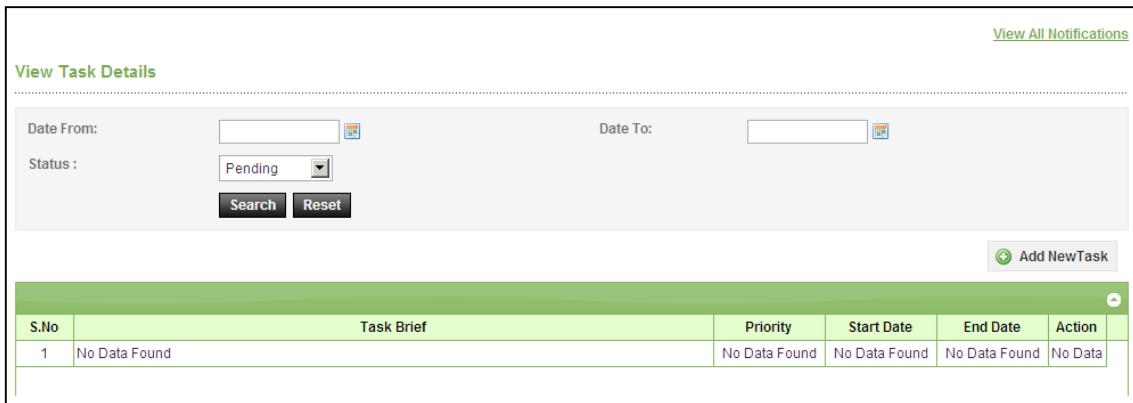 View All Notifications
View Task Details
Date From: Date To:
Status : Pending
Search Reset
Add NewTask
S.No Task Brief Priority Start Date End Date Action
1 No Data Found No Data Found No Data Found No Data Found No Data